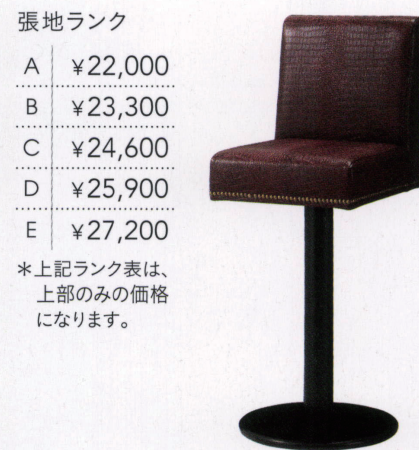 張地ランク
A ¥22,000
B ¥23,300
C ¥24,600
D ¥25,900
E ¥27,200
＊上記ランク表は、
上部のみの価格
になります。